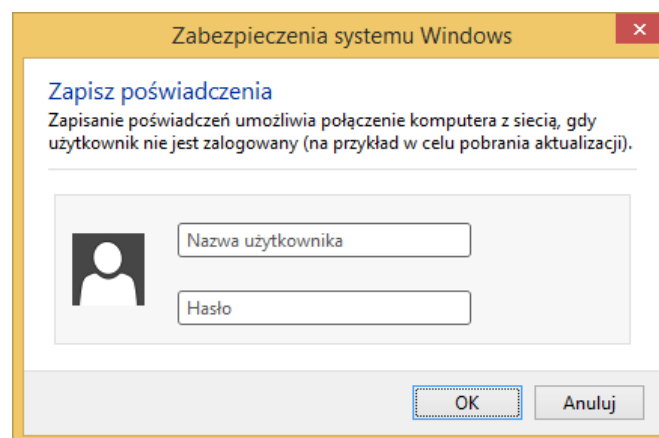 Zabezpieczenia systemu Windows
Zapisz poświadczenia
Zapisanie poświadczeń umożliwia połączenie komputera z siecią, gdy
użytkownik nie jest zalogowany (na przykład w celu pobrania aktualizacji).
Nazwa użytkownika
Hasło
OK
Anuluj